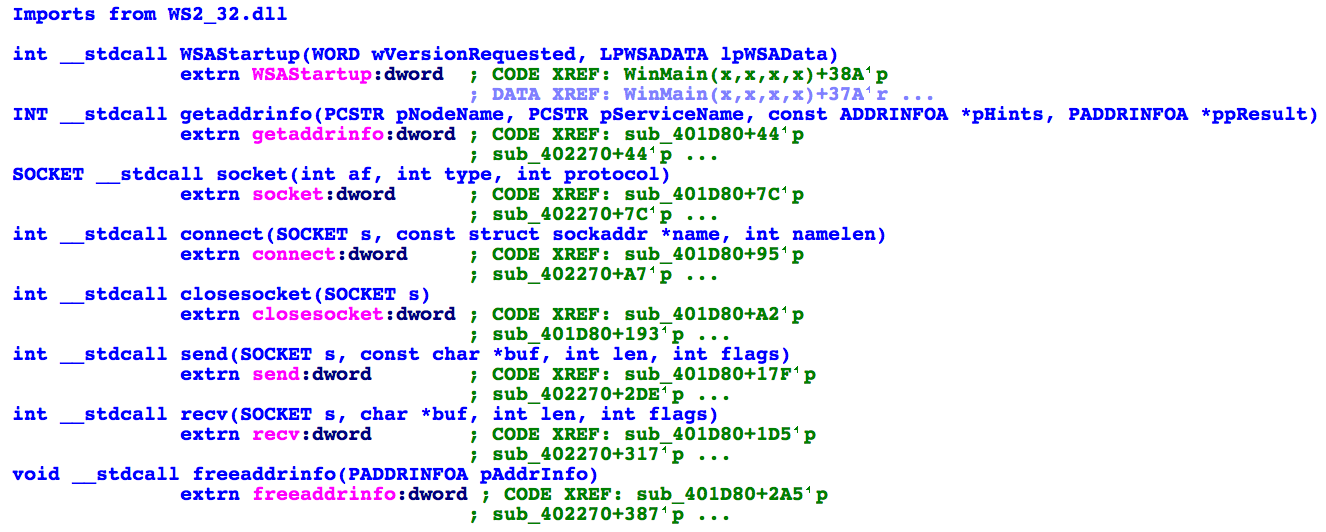 Imports from WS2_32.dll
int __stdcall WSAStartup(WORD wVersionRequested, LPWSADATA lpWSAData)
extrn WSAStartup:dword ; CODE XREF: WinMain(x,x,x,x)+38A↑p
; DATA XREF: WinMain(x,x,x,x)+37A↑r ...
INT __stdcall getaddrinfo(PCSTR pNodeName, PCSTR pServiceName, const ADDRINFOA *pHints, PADDRINFOA *ppResult)
extrn getaddrinfo:dword ; CODE XREF: sub_401D80+44↑p
; sub_402270+44↑p ...
SOCKET __stdcall socket(int af, int type, int protocol)
extrn socket:dword ; CODE XREF: sub_401D80+7C↑p
; sub_402270+7C↑p ...
int __stdcall connect(SOCKET s, const struct sockaddr *name, int namelen)
extrn connect:dword ; CODE XREF: sub_401D80+95↑p
; sub_402270+A7↑p ...
int __stdcall closesocket(SOCKET s)
extrn closesocket:dword ; CODE XREF: sub_401D80+A2↑p
; sub_401D80+193↑p ...
int __stdcall send(SOCKET s, const char *buf, int len, int flags)
extrn send:dword ; CODE XREF: sub_401D80+17F↑p
; sub_402270+2DE↑p ...
int __stdcall recv(SOCKET s, char *buf, int len, int flags)
extrn recv:dword ; CODE XREF: sub_401D80+1D5↑p
; sub_402270+317↑p ...
void __stdcall freeaddrinfo(PADDRINFOA pAddrInfo)
extrn freeaddrinfo:dword ; CODE XREF: sub_401D80+2A5↑p
; sub_402270+387↑p ...